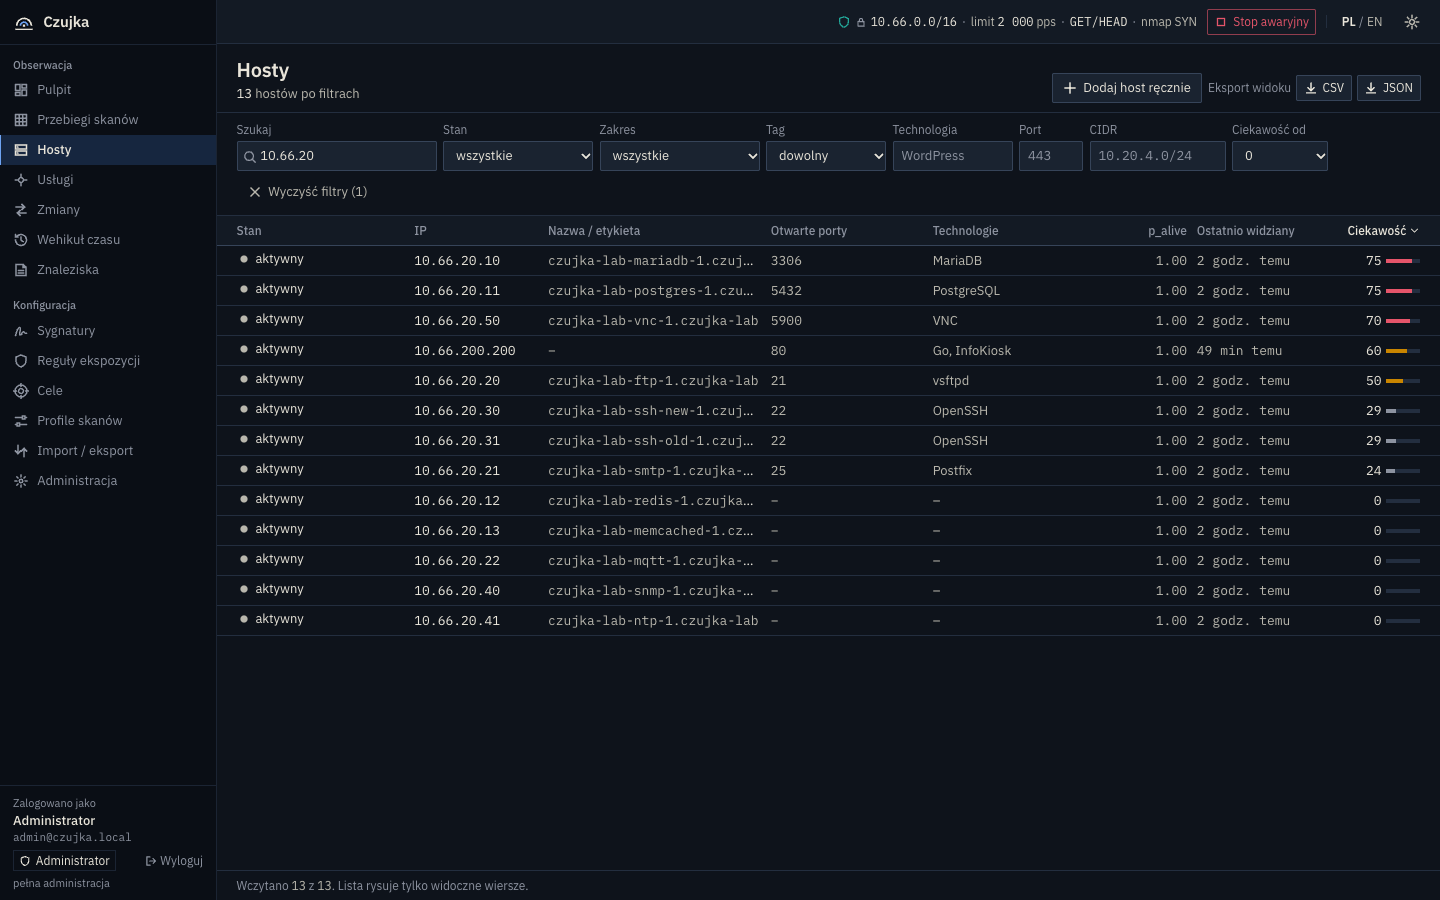 Czujka
10.66.0.0/16 · limit 2 000 pps · GET/HEAD · nmap SYN Stop awaryjny PL / EN
Obserwacja
Pulpit
Przebiegi skanów
Hosty
Usługi
Zmiany
Wehikuł czasu
Znaleziska
Konfiguracja
Sygnatury
Reguły ekspozycji
Cele
Profile skanów
Import / eksport
Administracja
Zalogowano jako
Administrator
admin@czujka.local
Administrator Wyloguj
pełna administracja
Hosty
13 hostów po filtrach
Dodaj host ręcznie Eksport widoku CSV JSON
Szukaj Stan Zakres Tag Technologia Port CIDR Ciekawość od
10.66.20 wszystkie wszystkie dowolny WordPress 443 10.20.4.0/24 0
Wyczyść filtry (1)
Stan IP Nazwa / etykieta Otwarte porty Technologie p_alive Ostatnio widziany Ciekawość
aktywny 10.66.20.10 czujka-lab-mariadb-1.czuj… 3306 MariaDB 1.00 2 godz. temu 75
aktywny 10.66.20.11 czujka-lab-postgres-1.czu… 5432 PostgreSQL 1.00 2 godz. temu 75
aktywny 10.66.20.50 czujka-lab-vnc-1.czujka-lab 5900 VNC 1.00 2 godz. temu 70
aktywny 10.66.200.200 – 80 Go, InfoKiosk 1.00 49 min temu 60
aktywny 10.66.20.20 czujka-lab-ftp-1.czujka-lab 21 vsftpd 1.00 2 godz. temu 50
aktywny 10.66.20.30 czujka-lab-ssh-new-1.czuj… 22 OpenSSH 1.00 2 godz. temu 29
aktywny 10.66.20.31 czujka-lab-ssh-old-1.czuj… 22 OpenSSH 1.00 2 godz. temu 29
aktywny 10.66.20.21 czujka-lab-smtp-1.czujka-… 25 Postfix 1.00 2 godz. temu 24
aktywny 10.66.20.12 czujka-lab-redis-1.czujka… – – 1.00 2 godz. temu 0
aktywny 10.66.20.13 czujka-lab-memcached-1.cz… – – 1.00 2 godz. temu 0
aktywny 10.66.20.22 czujka-lab-mqtt-1.czujka-… – – 1.00 2 godz. temu 0
aktywny 10.66.20.40 czujka-lab-snmp-1.czujka-… – – 1.00 2 godz. temu 0
aktywny 10.66.20.41 czujka-lab-ntp-1.czujka-lab – – 1.00 2 godz. temu 0
Wczytano 13 z 13. Lista rysuje tylko widoczne wiersze.